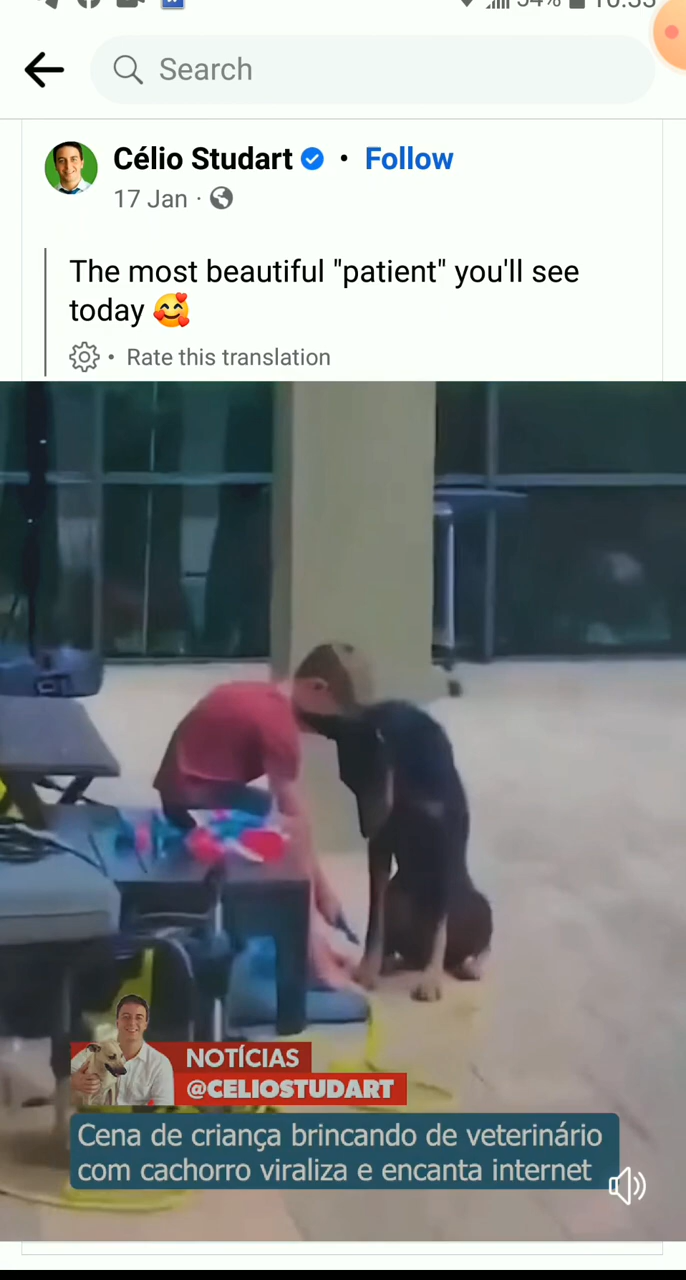 Search
Célio Studart • Follow
17 Jan ·
The most beautiful "patient" you'll see
today 🥰
• Rate this translation
NOTÍCIAS
@CELIOSTUDART
Cena de criança brincando de veterinário
com cachorro viraliza e encanta internet